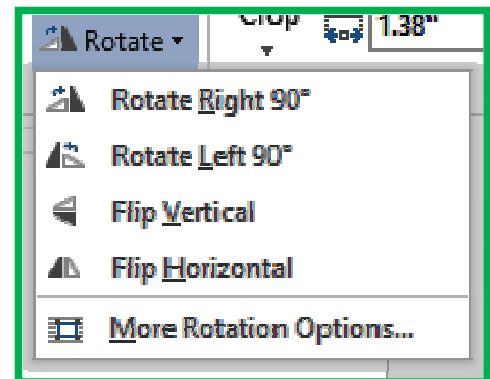 Rotate Crop 1.38"
Rotate Right 90°
Rotate Left 90°
Flip Vertical
Flip Horizontal
More Rotation Options...